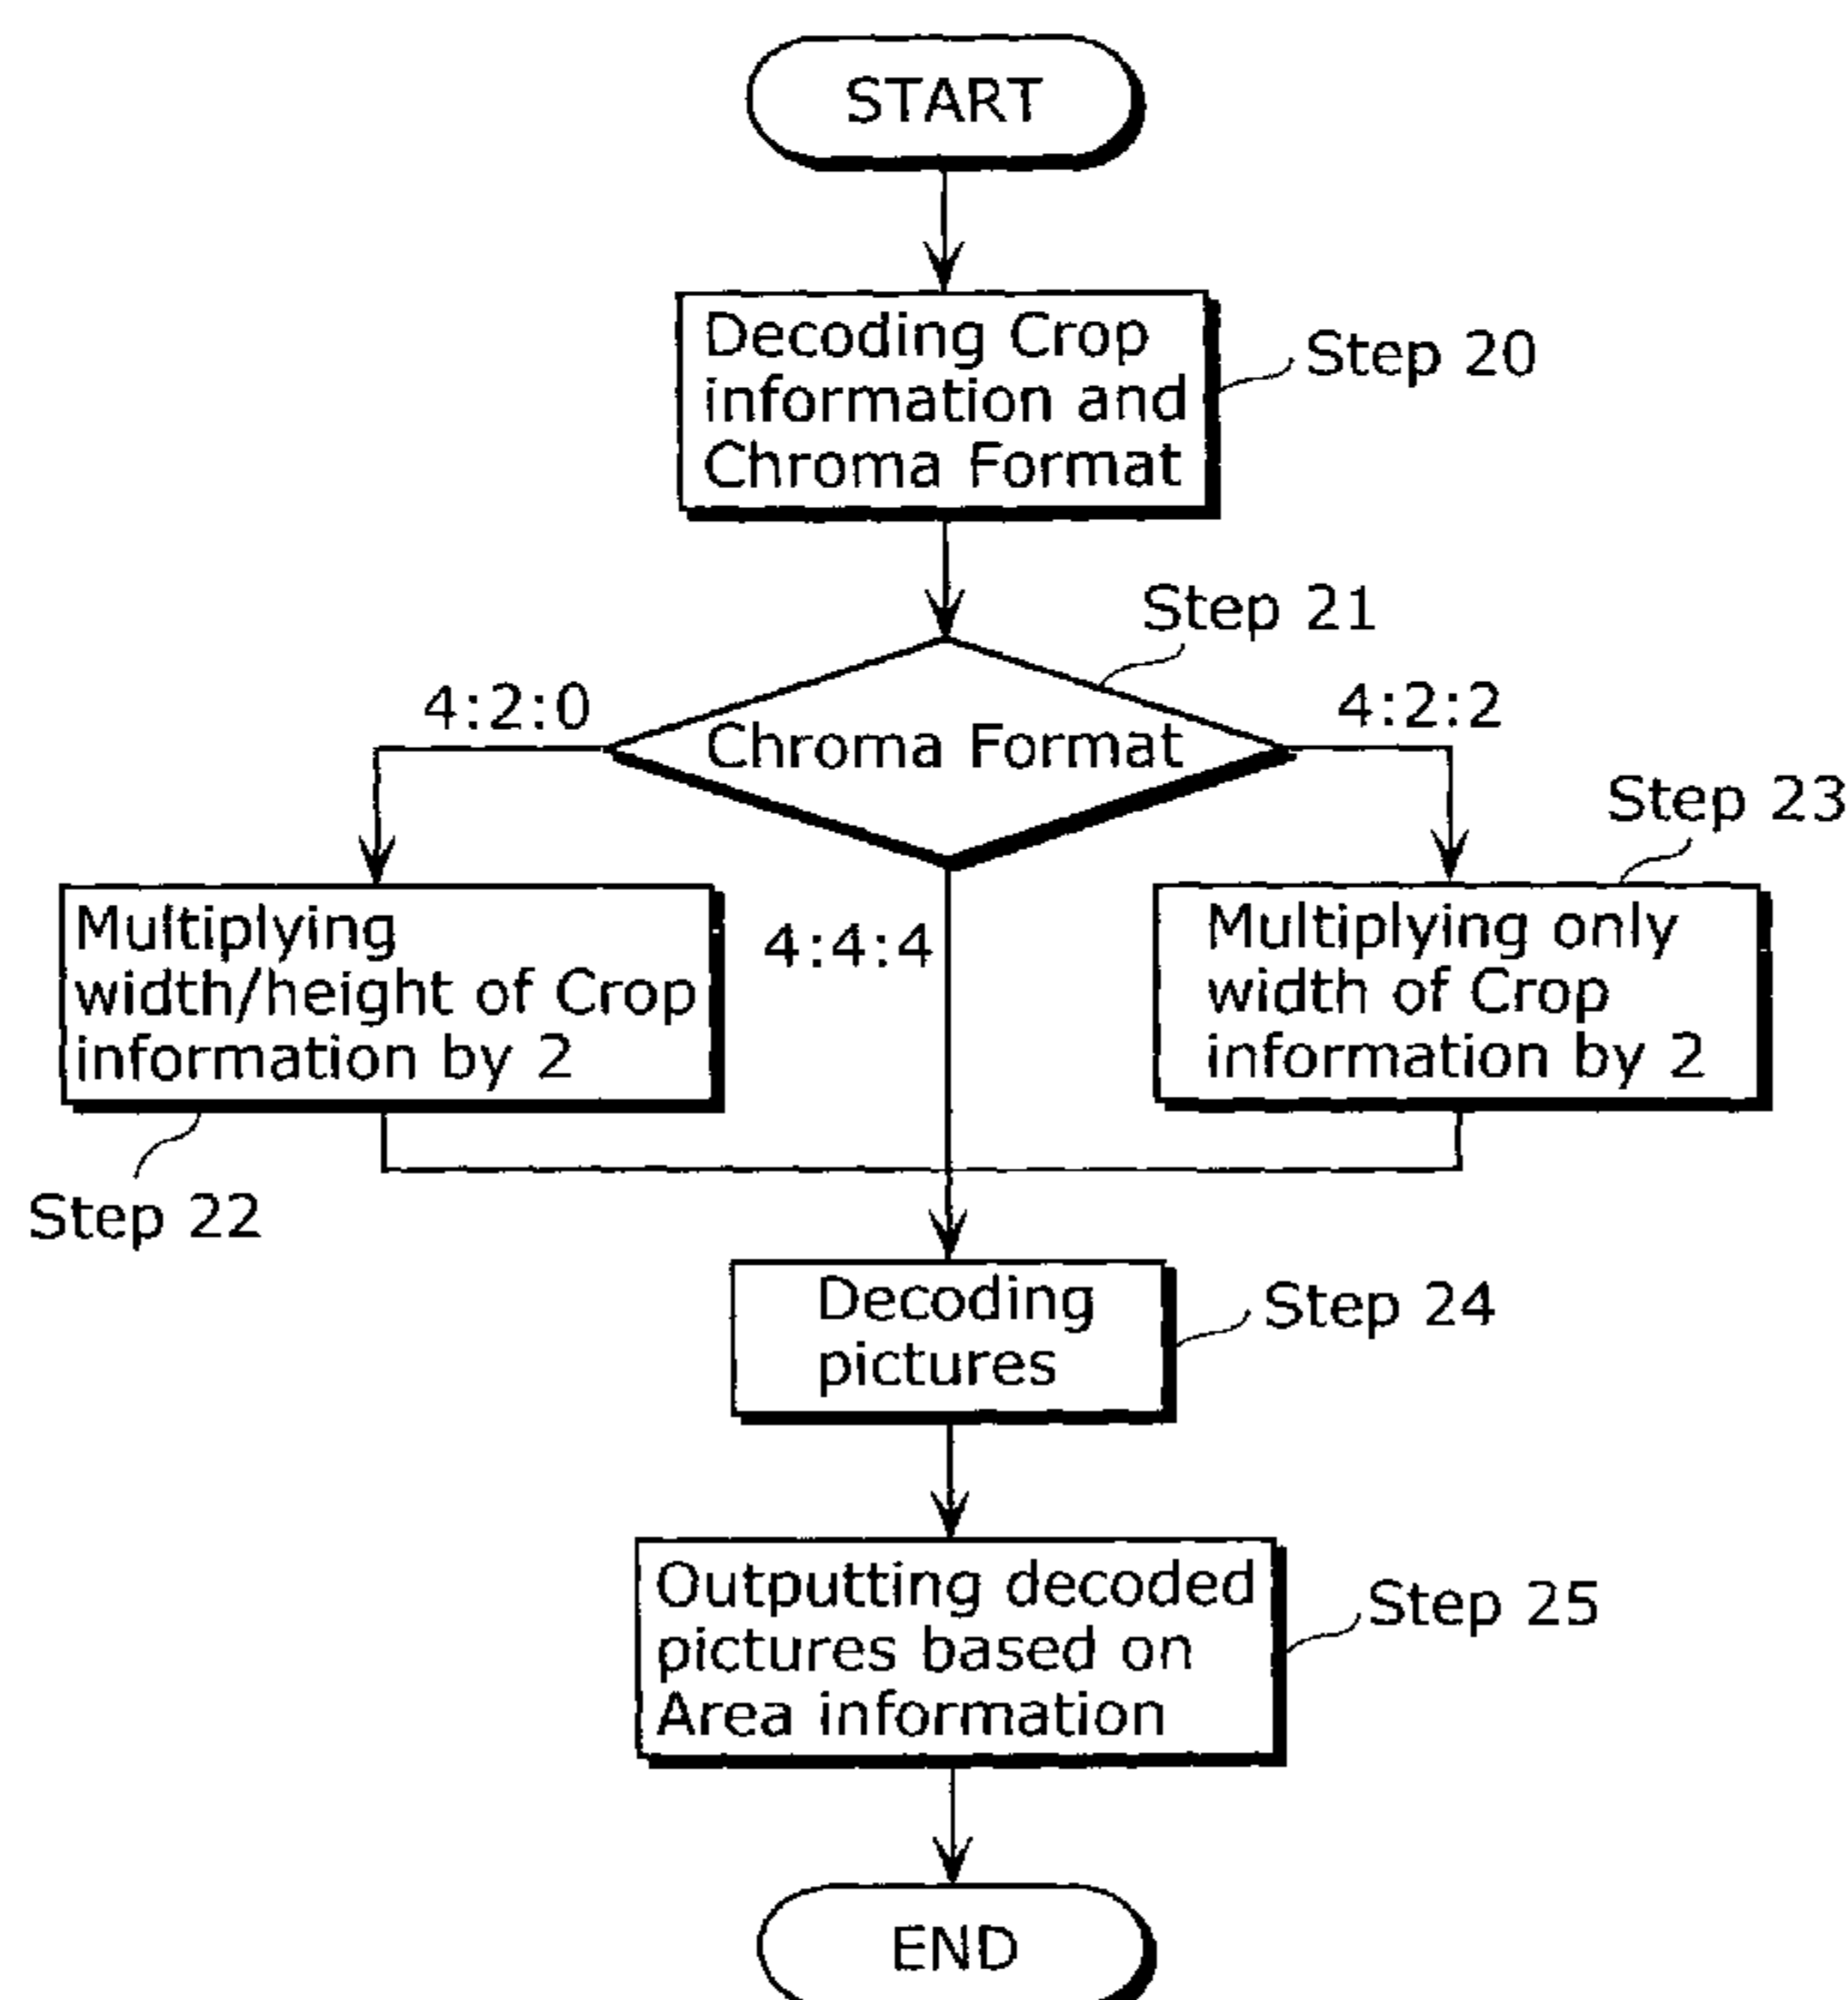 START
Decoding Crop
information and
Chroma Format
Step 20
Step 21
4:2:0
Chroma Format
4:2:2
Step 23
Multiplying
width/height of Crop
information by 2
4:4:4
Multiplying only
width of Crop
information by 2
Step 22
Decoding
pictures
Step 24
Outputting decoded
pictures based on
Area information
Step 25
END